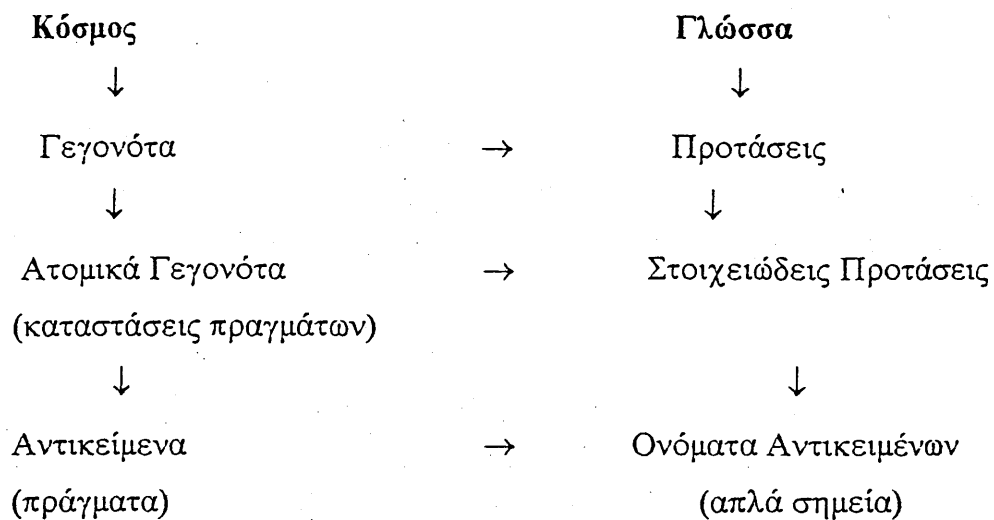 Κόσμος Γλώσσα
↓ ↓
Γεγονότα → Προτάσεις
↓ ↓
Ατομικά Γεγονότα → Στοιχειώδεις Προτάσεις
(καταστάσεις πραγμάτων)
↓ ↓
Αντικείμενα → Ονόματα Αντικειμένων
(πράγματα) (απλά σημεία)